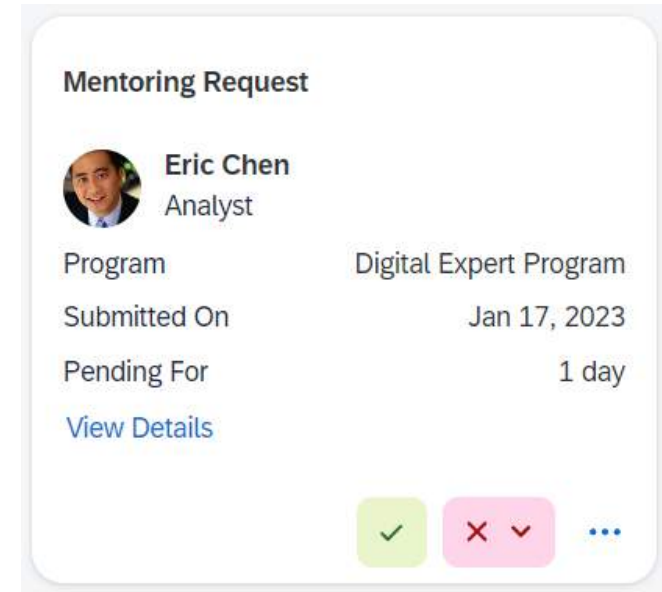 Mentoring Request
Eric Chen
Analyst
Program Digital Expert Program
Submitted On Jan 17, 2023
Pending For 1 day
View Details